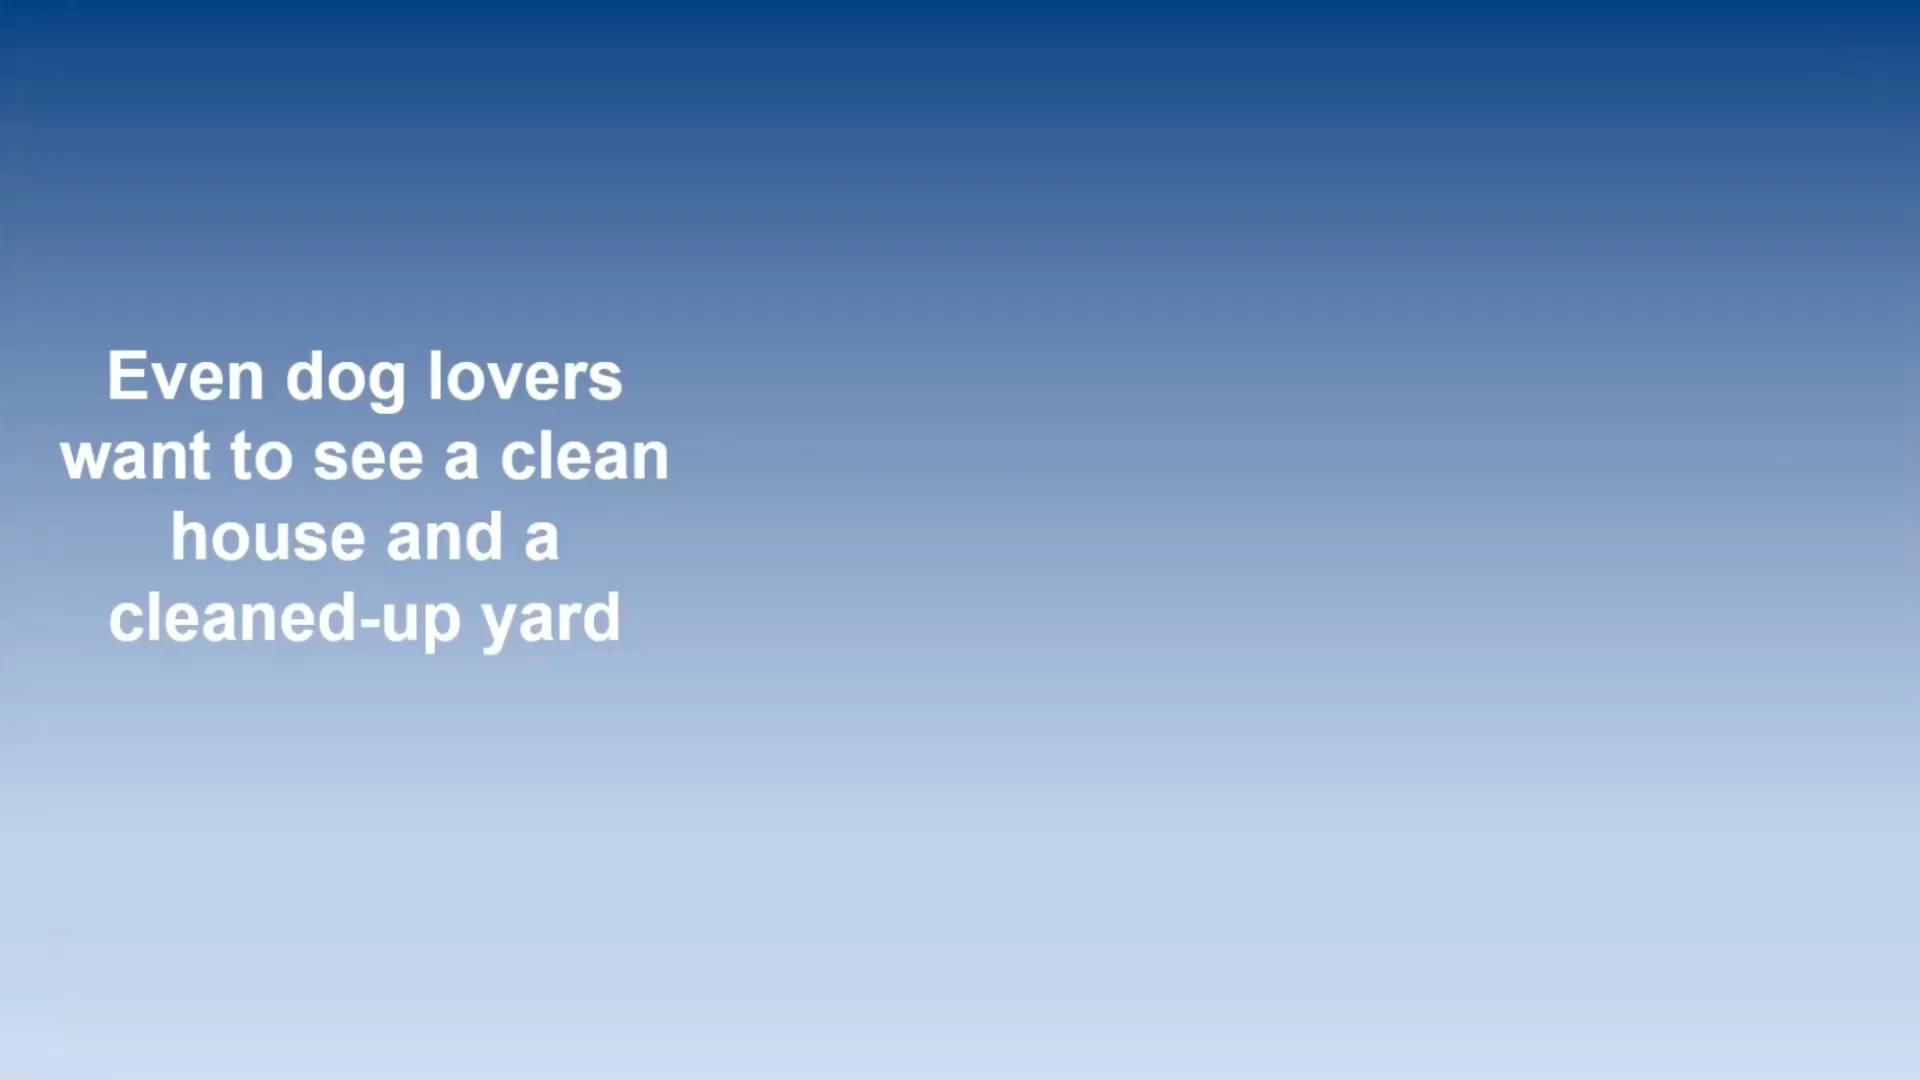 Even dog lovers
want to see a clean
house and a
cleaned-up yard